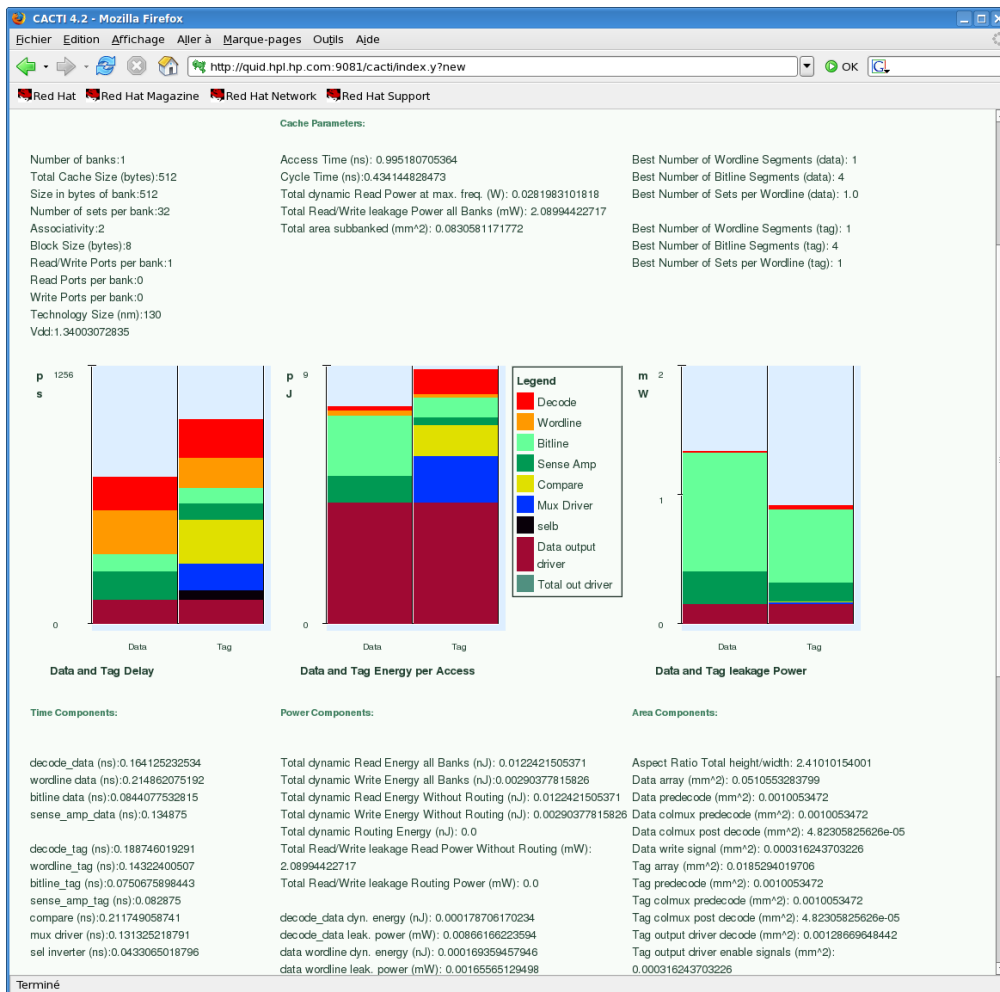 CACTI 4.2 - Mozilla Firefox
Fichier Edition Affichage Aller à Marque-pages Outils Aide
http://quid.hpl.hp.com:9081/cacti/index.y?new OK G
Red Hat Red Hat Magazine Red Hat Network Red Hat Support
Cache Parameters:
Number of banks:1
Total Cache Size (bytes):512
Size in bytes of bank:512
Number of sets per bank:32
Associativity:2
Block Size (bytes):8
Read/Write Ports per bank:1
Read Ports per bank:0
Write Ports per bank:0
Technology Size (nm):130
Vdd:1.34003072835
Access Time (ns): 0.995180705364
Cycle Time (ns):0.434144828473
Total dynamic Read Power at max. freq. (W): 0.0281983101818
Total Read/Write leakage Power all Banks (mW): 2.08994422717
Total area subbanked (mm^2): 0.0830581171772
Best Number of Wordline Segments (data): 1
Best Number of Bitline Segments (data): 4
Best Number of Sets per Wordline (data): 1.0
Best Number of Wordline Segments (tag): 1
Best Number of Bitline Segments (tag): 4
Best Number of Sets per Wordline (tag): 1
p 1256
s
0
Data Tag
Data and Tag Delay
p 9
J
0
Data Tag
Data and Tag Energy per Access
Legend
Decode
Wordline
Bitline
Sense Amp
Compare
Mux Driver
selb
Data output
driver
Total out driver
m 2
W
1
0
Data Tag
Data and Tag leakage Power
Time Components:
decode_data (ns):0.164125232534
wordline data (ns):0.214862075192
bitline data (ns):0.0844077532815
sense_amp_data (ns):0.134875
decode_tag (ns):0.188746019291
wordline_tag (ns):0.14322400507
bitline_tag (ns):0.0750675898443
sense_amp_tag (ns):0.082875
compare (ns):0.211749058741
mux driver (ns):0.131325218791
sel inverter (ns):0.0433065018796
Power Components:
Total dynamic Read Energy all Banks (nJ): 0.0122421505371
Total dynamic Write Energy all Banks (nJ):0.00290377815826
Total dynamic Read Energy Without Routing (nJ): 0.0122421505371
Total dynamic Write Energy Without Routing (nJ): 0.00290377815826
Total dynamic Routing Energy (nJ): 0.0
Total Read/Write leakage Read Power Without Routing (mW):
2.08994422717
Total Read/Write leakage Routing Power (mW): 0.0
decode_data dyn. energy (nJ): 0.000178706170234
decode_data leak. power (mW): 0.00866166223594
data wordline dyn. energy (nJ): 0.000169359457946
data wordline leak. power (mW): 0.00165565129498
Area Components:
Aspect Ratio Total height/width: 2.41010154001
Data array (mm^2): 0.0510553283799
Data predecode (mm^2): 0.0010053472
Data colmux predecode (mm^2): 0.0010053472
Data colmux post decode (mm^2): 4.82305825626e-05
Data write signal (mm^2): 0.000316243703226
Tag array (mm^2): 0.0185294019706
Tag predecode (mm^2): 0.0010053472
Tag colmux predecode (mm^2): 0.0010053472
Tag colmux post decode (mm^2): 4.82305825626e-05
Tag output driver decode (mm^2): 0.00128669648442
Tag output driver enable signals (mm^2):
0.000316243703226
Terminé